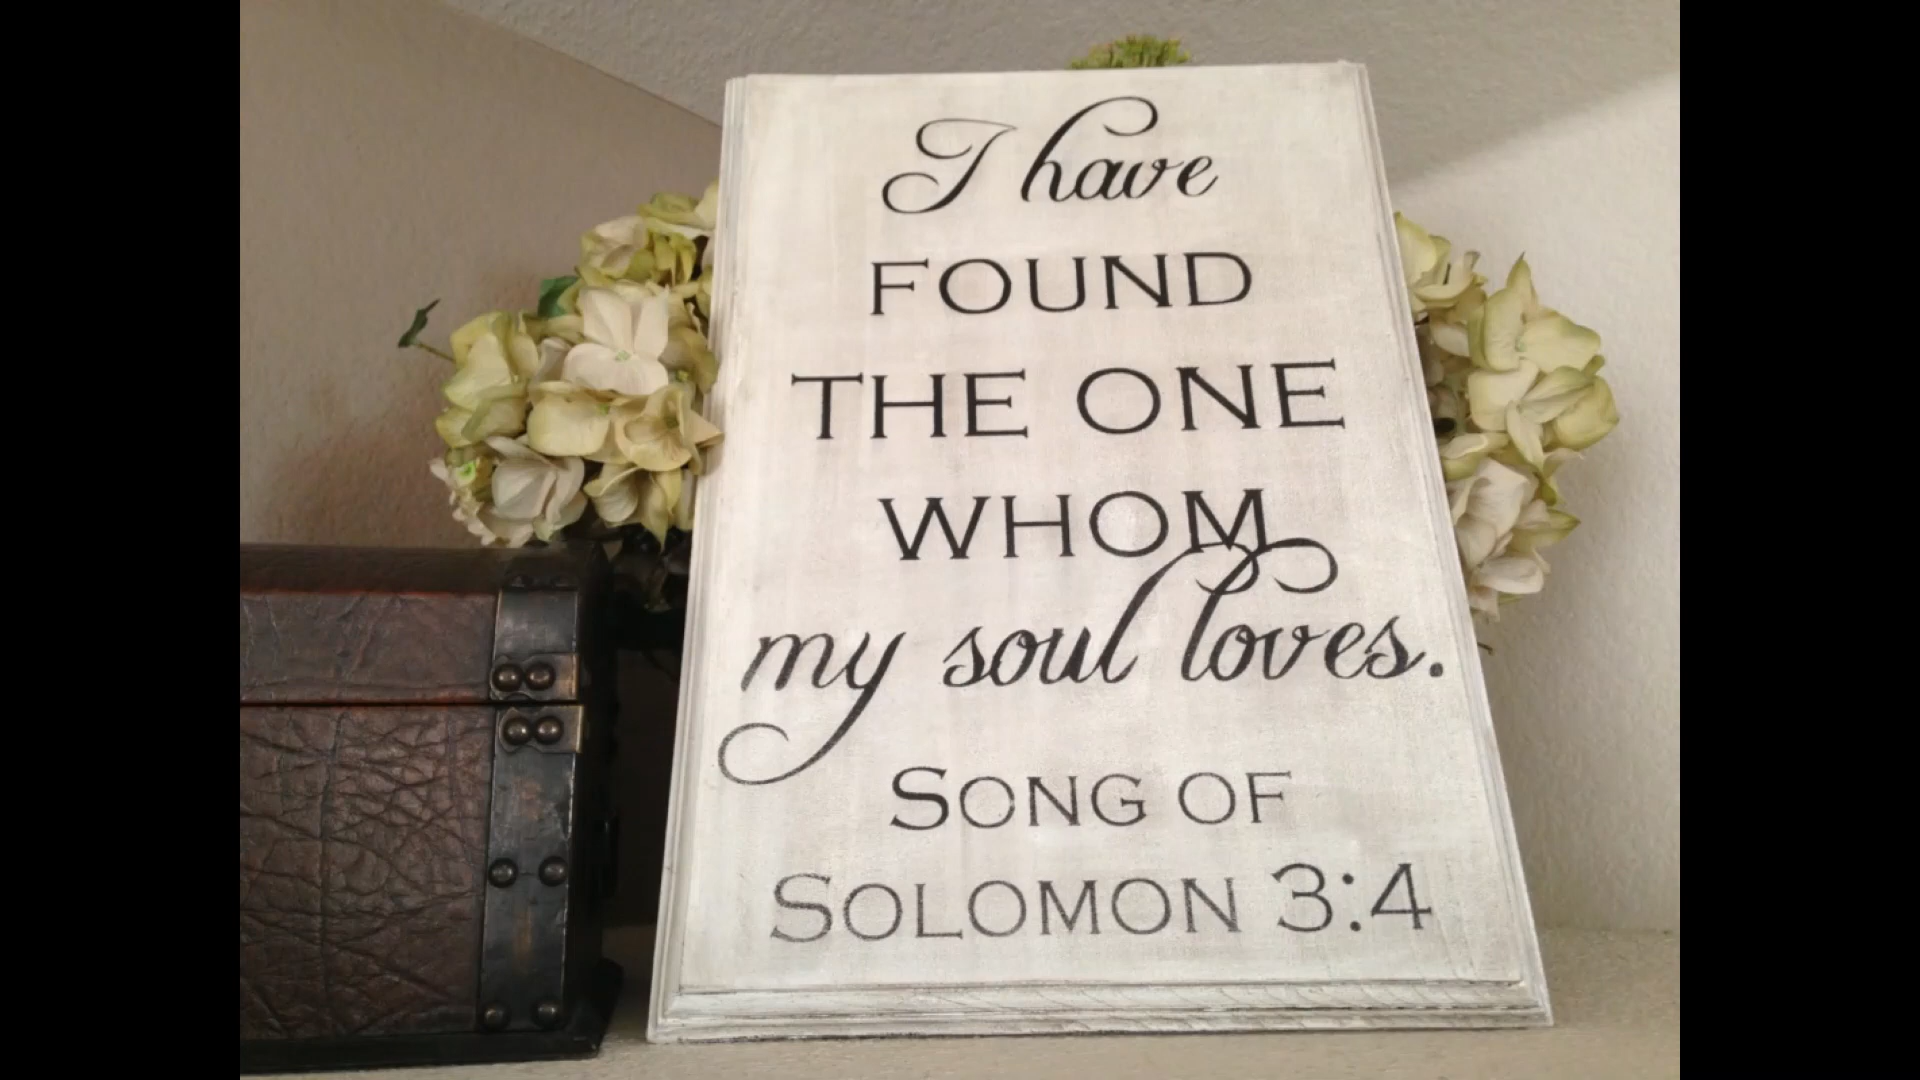 I have
FOUND
THE ONE
WHOM
my soul loves.
SONG OF
SOLOMON 3:4